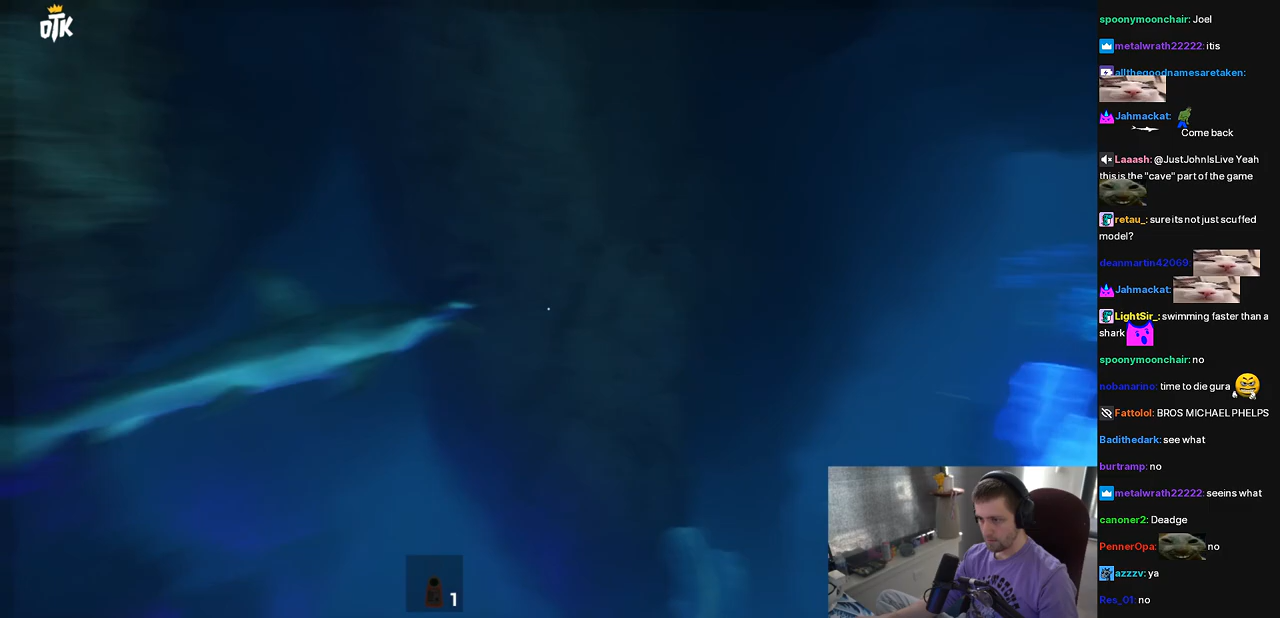 OTK
1
spoonymoonchair: Joel
metalwrath22222: itis
allthegoodnamesaretaken:
Jahmackat:
Come back
Laaash: @JustJohnIsLive Yeah
this is the "cave" part of the game
retau_: sure its not just scuffed
model?
deanmartin42069:
Jahmackat:
LightSir_: swimming faster than a
shark
spoonymoonchair: no
nobanarino: time to die gura
Fattolol: BROS MICHAEL PHELPS
Badithedark: see what
burtramp: no
metalwrath22222: seeins what
canoner2: Deadge
PennerOpa: no
azzzv: ya
Res_01: no